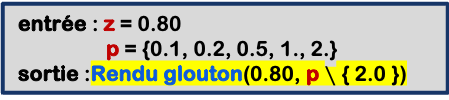 entrée : z = 0.80
p = {0.1, 0.2, 0.5, 1., 2.}
sortie :Rendu glouton(0.80, p \ { 2.0 })